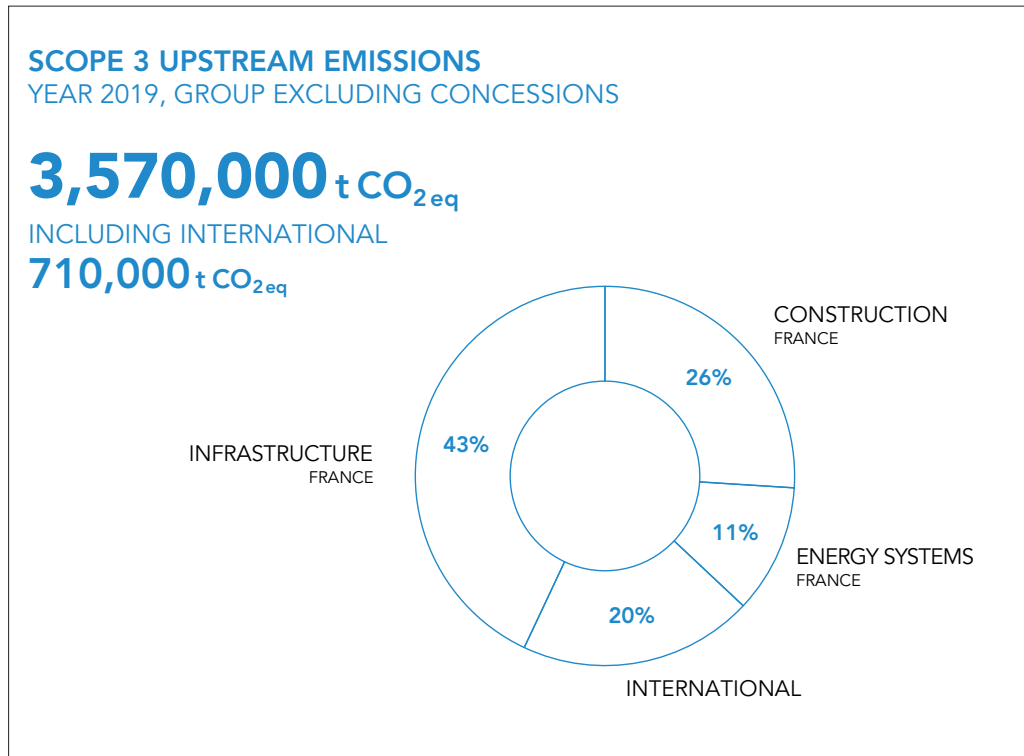 SCOPE 3 UPSTREAM EMISSIONS
YEAR 2019, GROUP EXCLUDING CONCESSIONS
3,570,000 t CO2 eq
INCLUDING INTERNATIONAL
710,000 t CO2 eq
CONSTRUCTION
FRANCE
26%
43%
INFRASTRUCTURE
FRANCE
11%
ENERGY SYSTEMS
FRANCE
20%
INTERNATIONAL